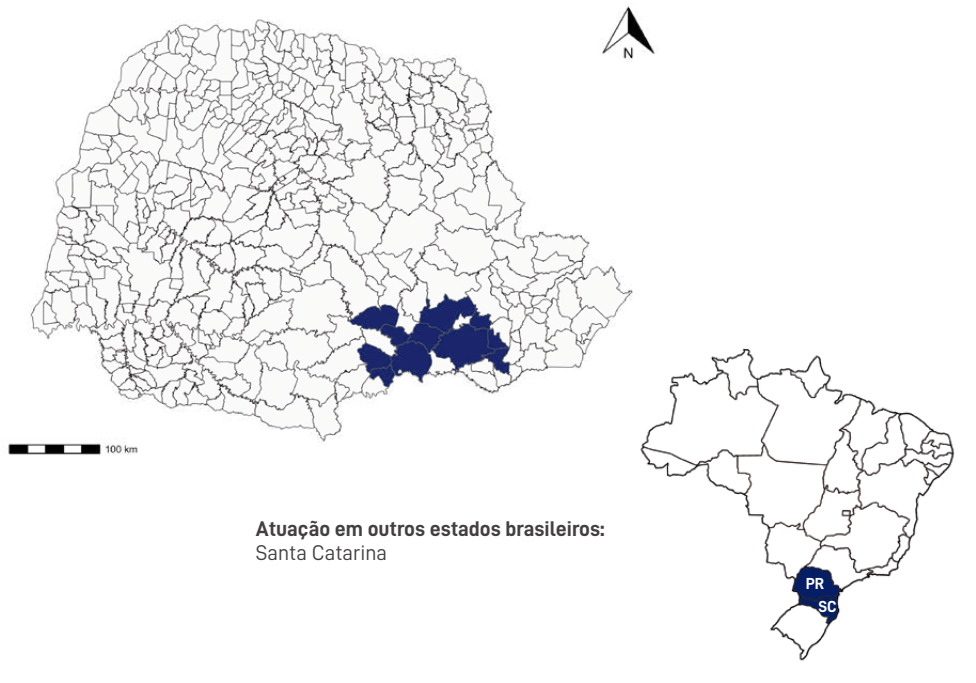 N
100 km
Atuação em outros estados brasileiros:
Santa Catarina
PR
SC